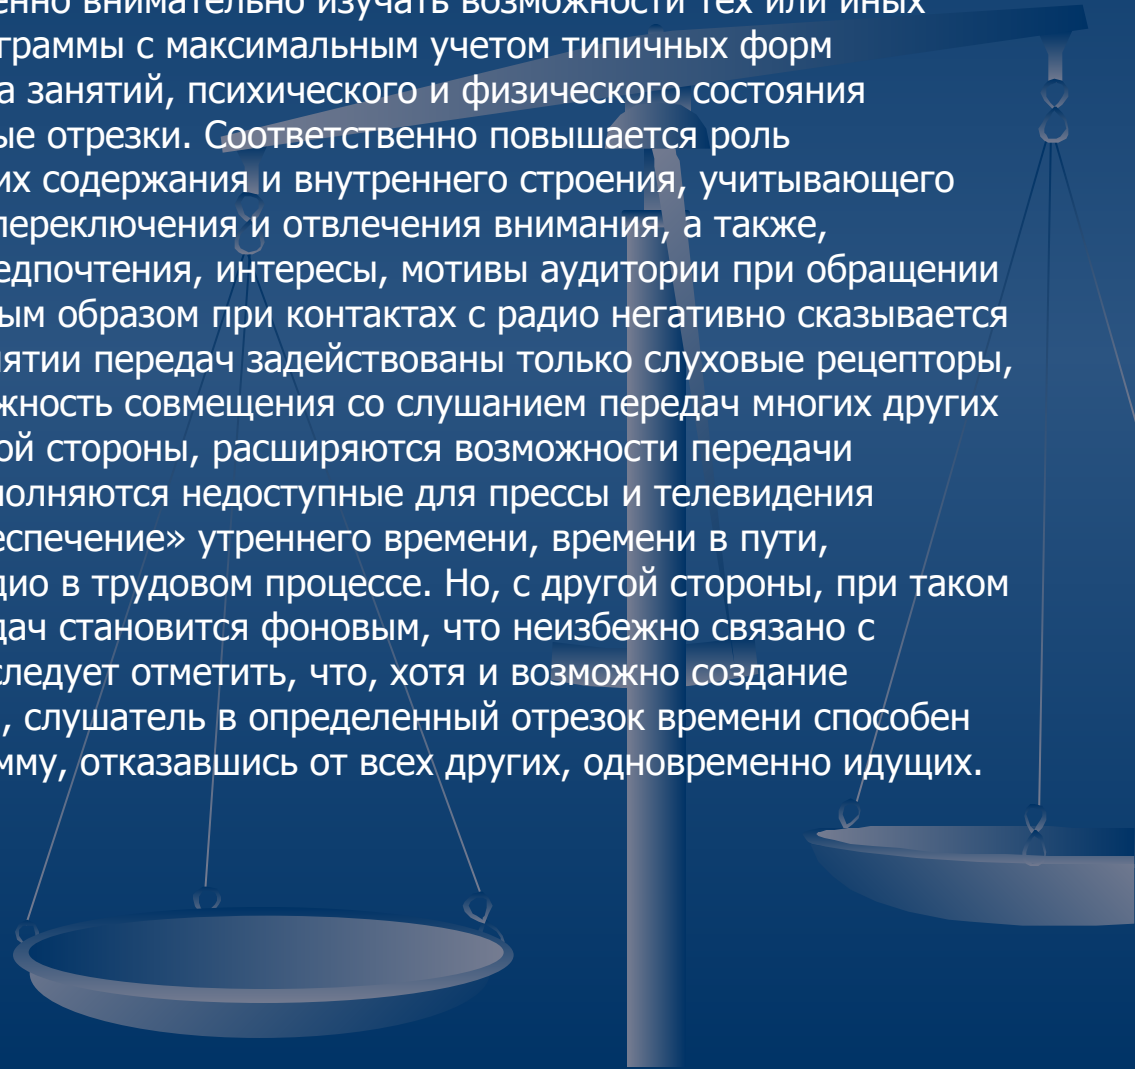 енно внимательно изучать возможности тех или иных
граммы с максимальным учетом типичных форм
а занятий, психического и физического состояния
ые отрезки. Соответственно повышается роль
их содержания и внутреннего строения, учитывающего
переключения и отвлечения внимания, а также,
едпочтения, интересы, мотивы аудитории при обращении
ым образом при контактах с радио негативно сказывается
иятии передач задействованы только слуховые рецепторы,
жность совмещения со слушанием передач многих других
ой стороны, расширяются возможности передачи
полняются недоступные для прессы и телевидения
еспечение» утреннего времени, времени в пути,
дио в трудовом процессе. Но, с другой стороны, при таком
дач становится фоновым, что неизбежно связано с
следует отметить, что, хотя и возможно создание
, слушатель в определенный отрезок времени способен
мму, отказавшись от всех других, одновременно идущих.